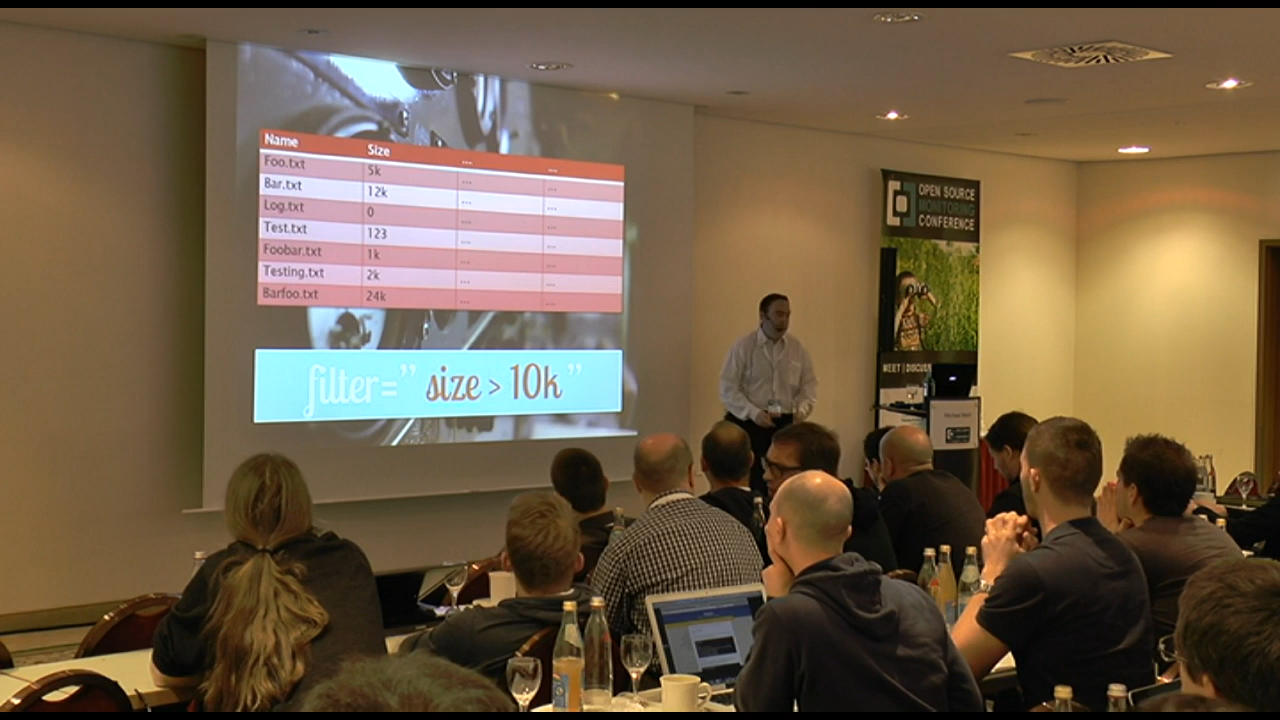 Name Size ... ...
Foo.txt 5k ... ...
Bar.txt 12k ... ...
Log.txt 0 ... ...
Test.txt 123 ... ...
Foobar.txt 1k ... ...
Testing.txt 2k ... ...
Barfoo.txt 24k ... ...
filter=" size > 10k "
OPEN SOURCE
MONITORING
CONFERENCE
MEET | DISCUSS